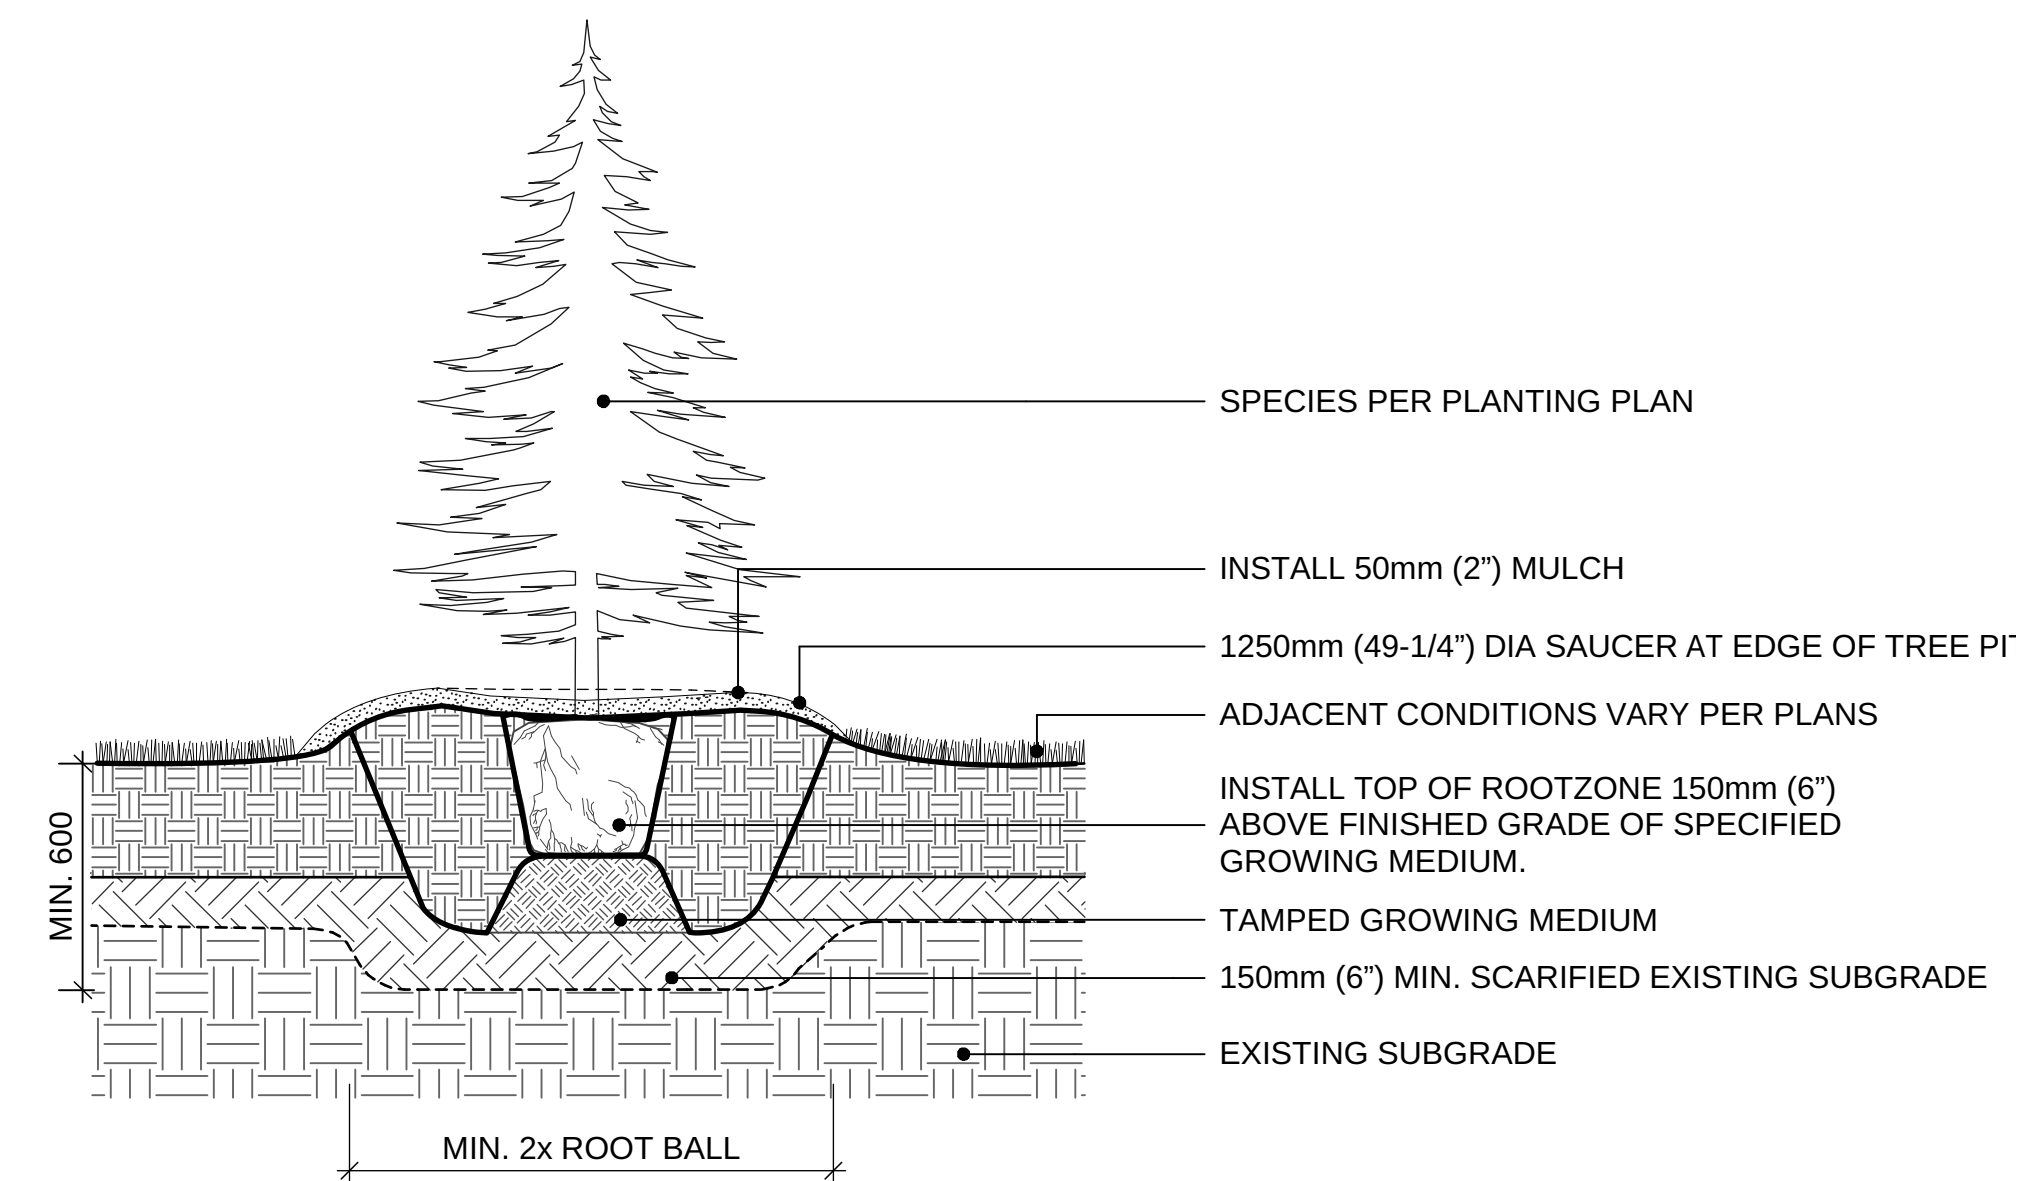 SPECIES PER PLANTING PLAN
INSTALL 50mm (2”) MULCH
1250mm (49-1/4”) DIA SAUCER AT EDGE OF TREE PIT
ADJACENT CONDITIONS VARY PER PLANS
INSTALL TOP OF ROOTZONE 150mm (6”)
ABOVE FINISHED GRADE OF SPECIFIED
GROWING MEDIUM.
TAMPED GROWING MEDIUM
150mm (6”) MIN. SCARIFIED EXISTING SUBGRADE
EXISTING SUBGRADE
MIN. 600
MIN. 2x ROOT BALL